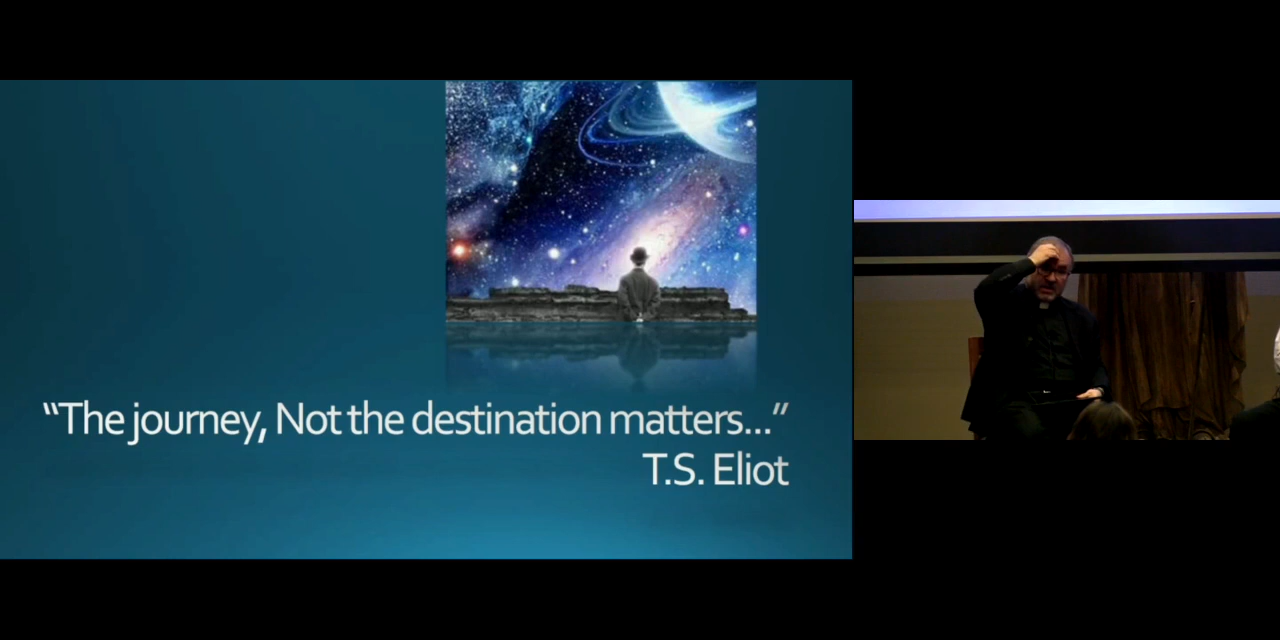 “The journey, Not the destination matters...”
T.S. Eliot